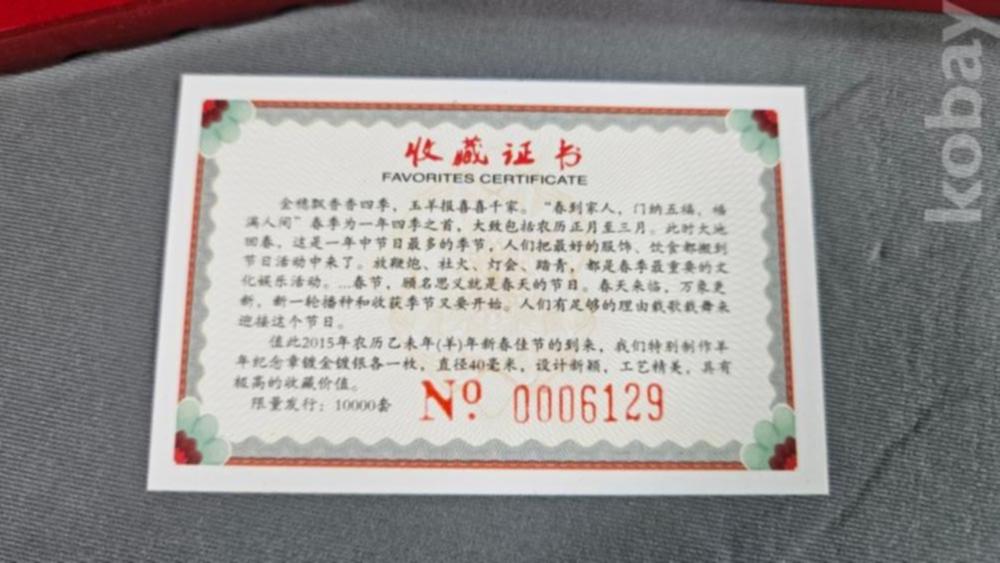 收藏证书
FAVORITES CERTIFICATE
金穗飘香香四季，玉羊报喜喜千家。“春到家人，门纳五福，福
满人间”春季为一年四季之首，大致包括农历正月至三月。此时大地
回春，这是一年中节日最多的季节，人们把最好的服饰、饮食都搬到
节日活动中来了。放鞭炮、社火、灯会、踏青，都是春季最重要的文
化娱乐活动。...春节，顾名思义就是春天的节日。春天来临，万象更
新，新一轮播种和收获季节又要开始。人们有足够的理由载歌载舞来
迎接这个节日。
值此2015年农历乙未年(羊)年新春佳节的到来，我们特别制作羊
年纪念章镀金镀银各一枚，直径40毫米，设计新颖，工艺精美，具有
极高的收藏价值。
限量发行：10000套
Nº 0006129
kobay